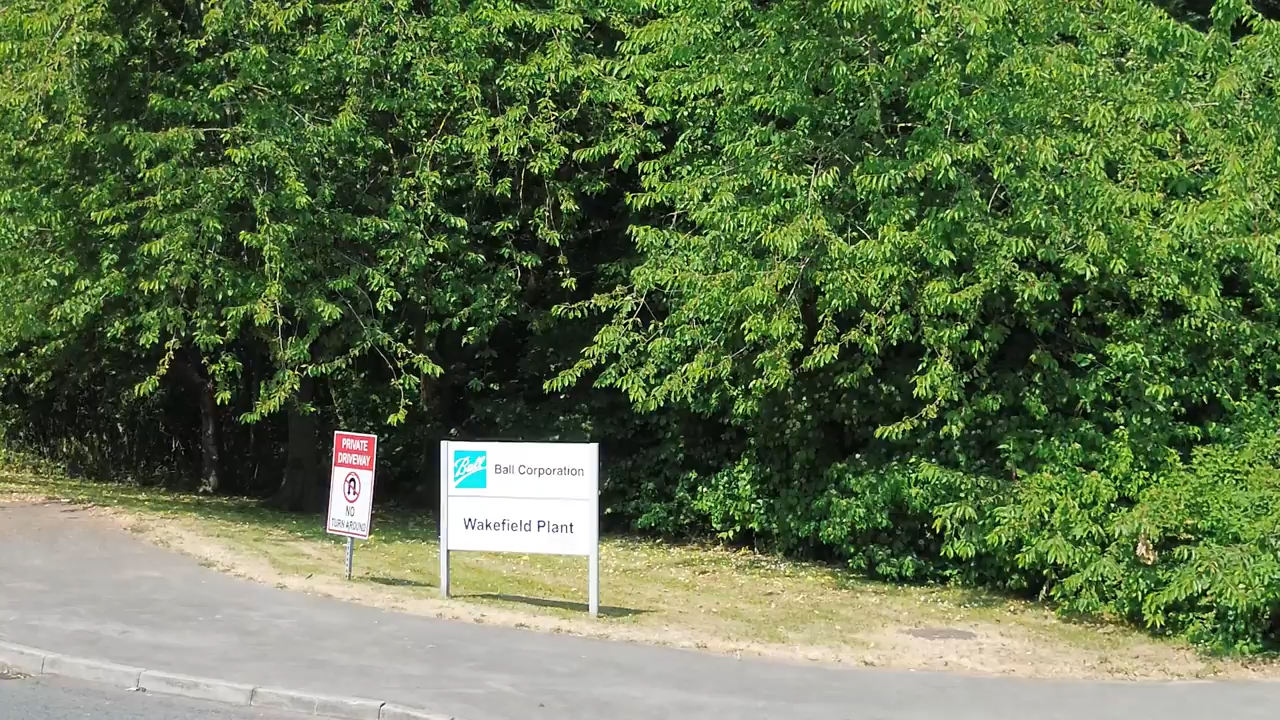 PRIVATE
DRIVEWAY
NO
TURN AROUND
Ball
Ball Corporation
Wakefield Plant